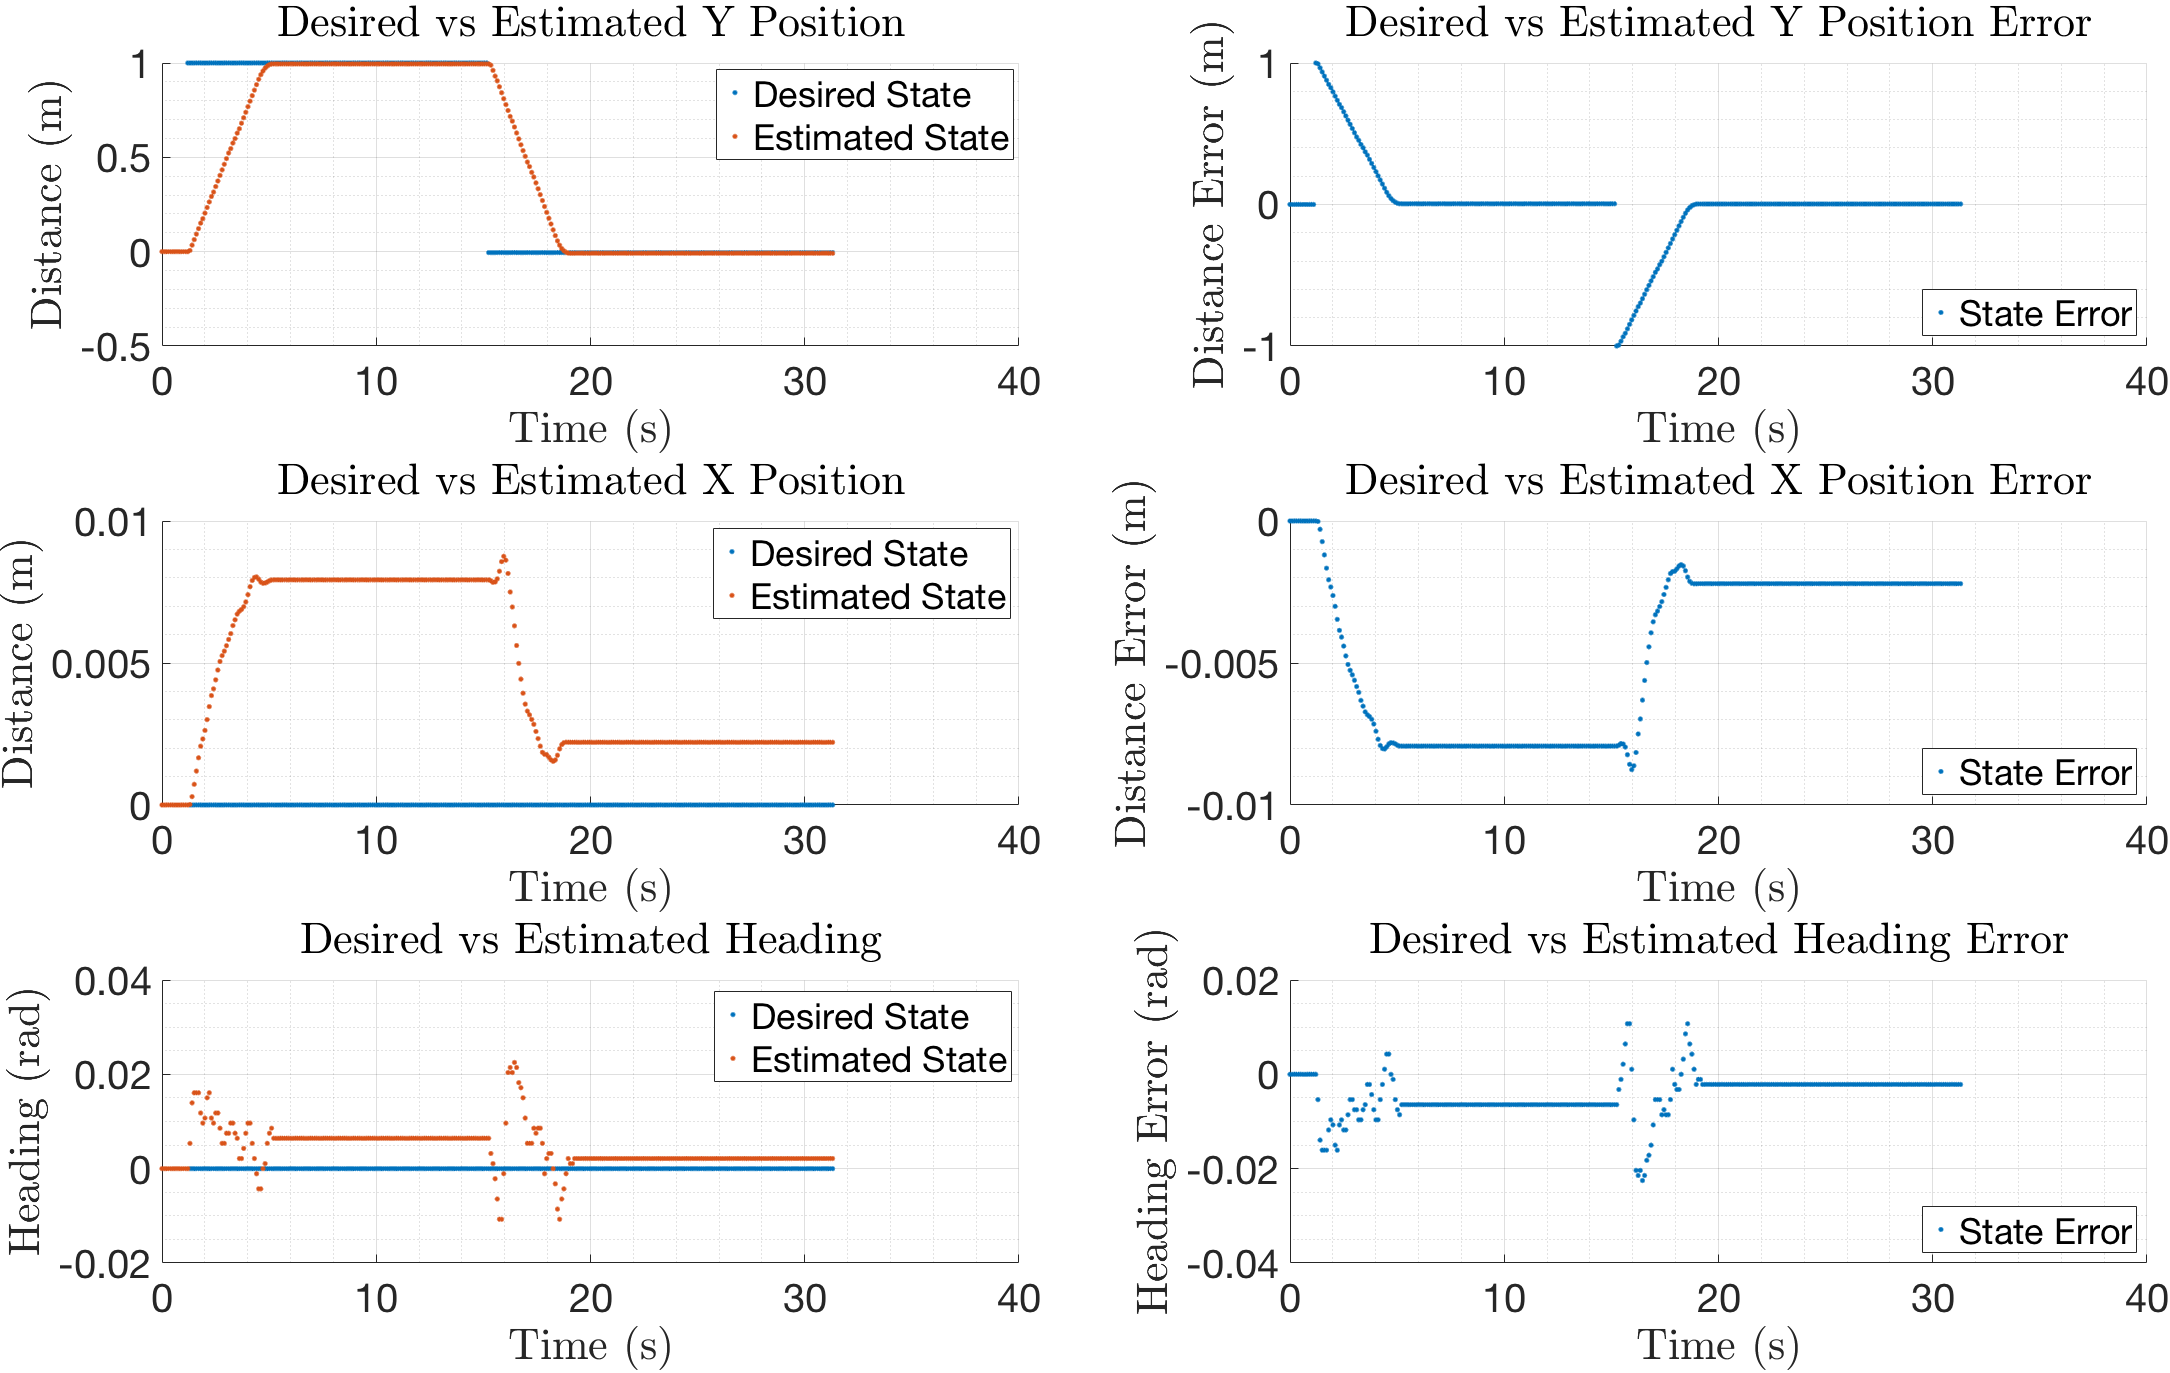 Desired vs Estimated Y Position
Distance (m)
1
0.5
0
-0.5
Desired State
Estimated State
0 10 20 30 40
Time (s)
Desired vs Estimated Y Position Error
Distance Error (m)
1
0
-1
State Error
0 10 20 30 40
Time (s)
Desired vs Estimated X Position
Distance (m)
0.01
0.005
0
Desired State
Estimated State
0 10 20 30 40
Time (s)
Desired vs Estimated X Position Error
Distance Error (m)
0
-0.005
-0.01
State Error
0 10 20 30 40
Time (s)
Desired vs Estimated Heading
Heading (rad)
0.04
0.02
0
-0.02
Desired State
Estimated State
0 10 20 30 40
Time (s)
Desired vs Estimated Heading Error
Heading Error (rad)
0.02
0
-0.02
-0.04
State Error
0 10 20 30 40
Time (s)